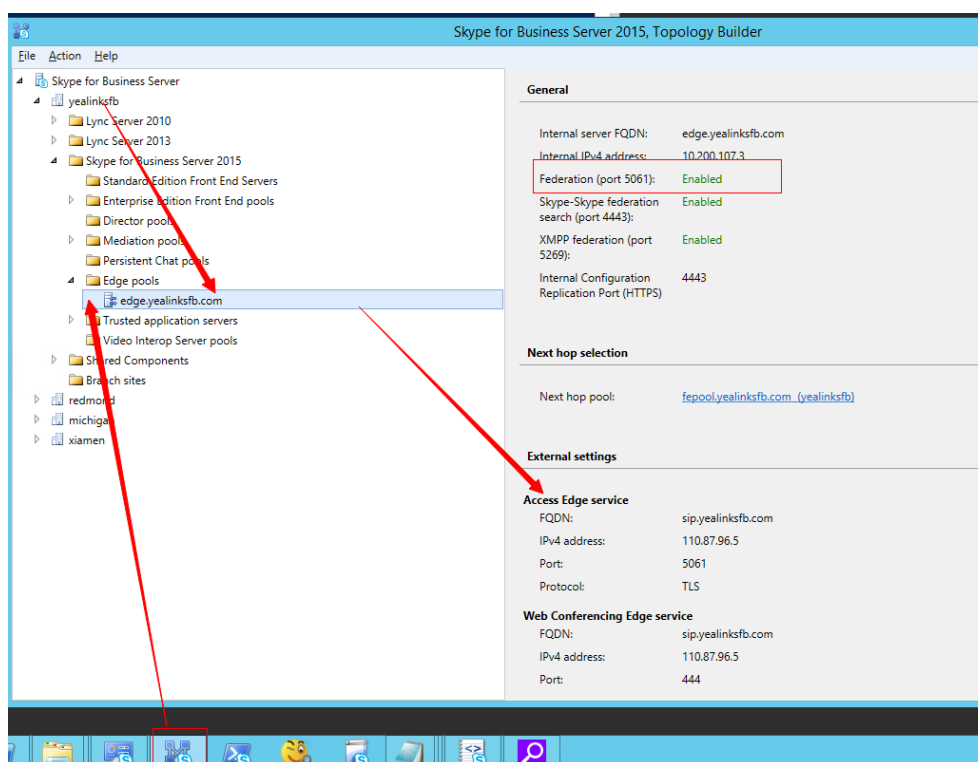 Skype for Business Server 2015, Topology Builder
File Action Help
Skype for Business Server
yealinksfb
Lync Server 2010
Lync Server 2013
Skype for Business Server 2015
Standard Edition Front End Servers
Enterprise Edition Front End pools
Director pools
Mediation pools
Persistent Chat pools
Edge pools
edge.yealinksfb.com
Trusted application servers
Video Interop Server pools
Shared Components
Branch sites
redmond
michigan
xiamen
General
Internal server FQDN: edge.yealinksfb.com
Internal IPv4 address: 10.200.107.3
Federation (port 5061): Enabled
Skype-Skype federation Enabled
search (port 4443):
XMPP federation (port Enabled
5269):
Internal Configuration 4443
Replication Port (HTTPS)
Next hop selection
Next hop pool: fepool.yealinksfb.com (yealinksfb)
External settings
Access Edge service
FQDN: sip.yealinksfb.com
IPv4 address: 110.87.96.5
Port: 5061
Protocol: TLS
Web Conferencing Edge service
FQDN: sip.yealinksfb.com
IPv4 address: 110.87.96.5
Port: 444